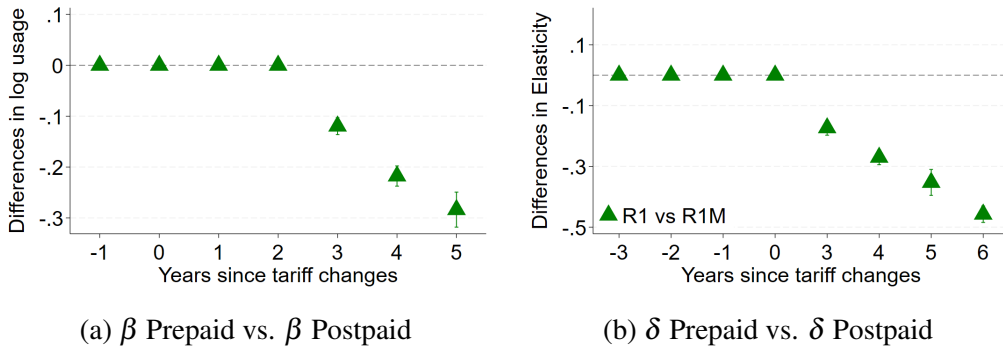 Differences in log usage
.1
0
-.1
-.2
-.3
-1 0 1 2 3 4 5
Years since tariff changes
(a) β Prepaid vs. β Postpaid
Differences in Elasticity
.1
-.1
-.3
-.5
R1 vs R1M
-3 -2 -1 0 3 4 5 6
Years since tariff changes
(b) δ Prepaid vs. δ Postpaid